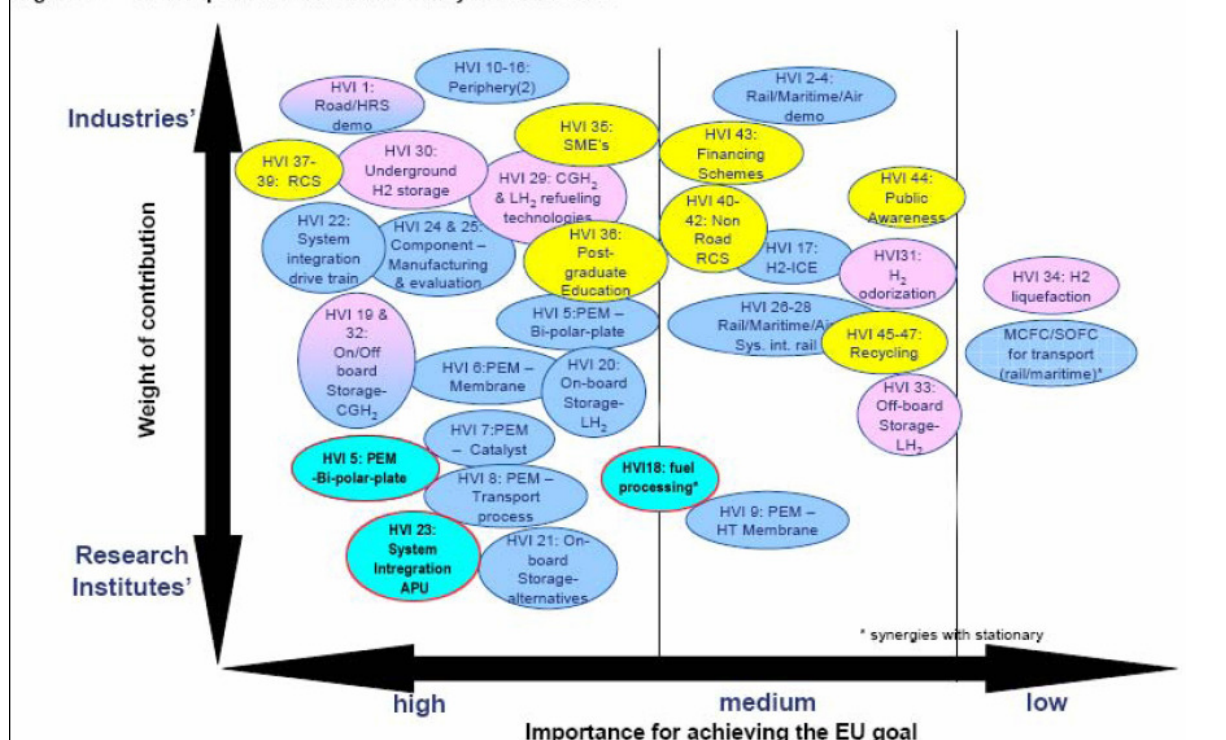 HVI 10-16:
Periphery(2)
HVI 1:
Road/HRS
demo
HVI 2-4:
Rail/Maritime/Air
demo
Industries’
HVI 35:
SME's
HVI 43:
Financing
Schemes
HVI 37-
39: RCS
HVI 30:
Underground
H2 storage
HVI 29: CGH2
& LH2 refueling
technologies
HVI 44:
Public
Awareness
HVI 40-
42: Non
Road
RCS
HVI 22:
System
integration
drive train
HVI 24 & 25:
Component –
Manufacturing
& evaluation
HVI 36:
Post-
graduate
Education
HVI 17:
H2-ICE
HVI31:
H2
odorization
HVI 34: H2
liquefaction
Weight of contribution
HVI 19 &
32:
On/Off
board
Storage-
CGH2
HVI 5:PEM –
Bi-polar-plate
HVI 26-28
Rail/Maritime/Air
Sys. int. rail
HVI 45-47:
Recycling
MCFC/SOFC
for transport
(rail/maritime)*
HVI 6:PEM –
Membrane
HVI 20:
On-board
Storage-
LH2
HVI 33:
Off-board
Storage-
LH2
HVI 7:PEM
– Catalyst
HVI 5: PEM
-Bi-polar-plate
HVI18: fuel
processing*
HVI 8: PEM –
Transport
process
HVI 9: PEM –
HT Membrane
HVI 23:
System
Intregration
APU
HVI 21: On-
board
Storage-
alternatives
Research
Institutes’
* synergies with stationary
high
medium
low
Importance for achieving the EU goal